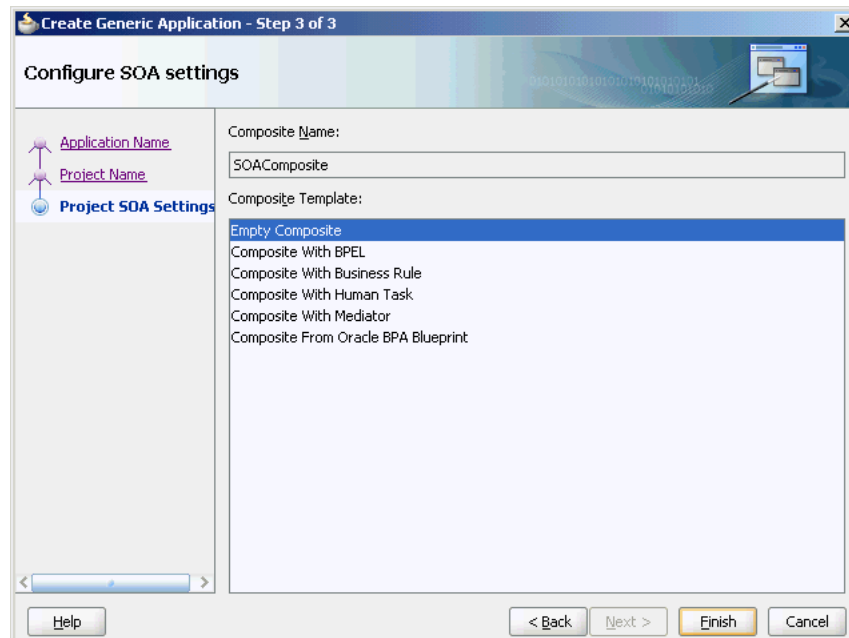 Create Generic Application - Step 3 of 3
Configure SOA settings
Application Name
Project Name
Project SOA Settings
Composite Name:
SOAComposite
Composite Template:
Empty Composite
Composite With BPEL
Composite With Business Rule
Composite With Human Task
Composite With Mediator
Composite From Oracle BPA Blueprint
Help
< Back
Next >
Finish
Cancel